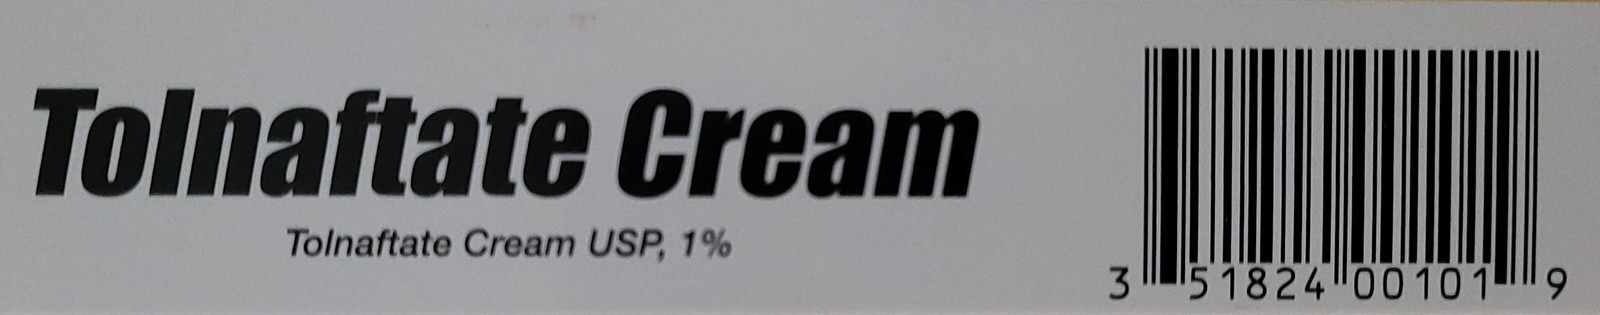 Tolnaftate Cream
Tolnaftate Cream USP, 1%
3 51824 00101 9